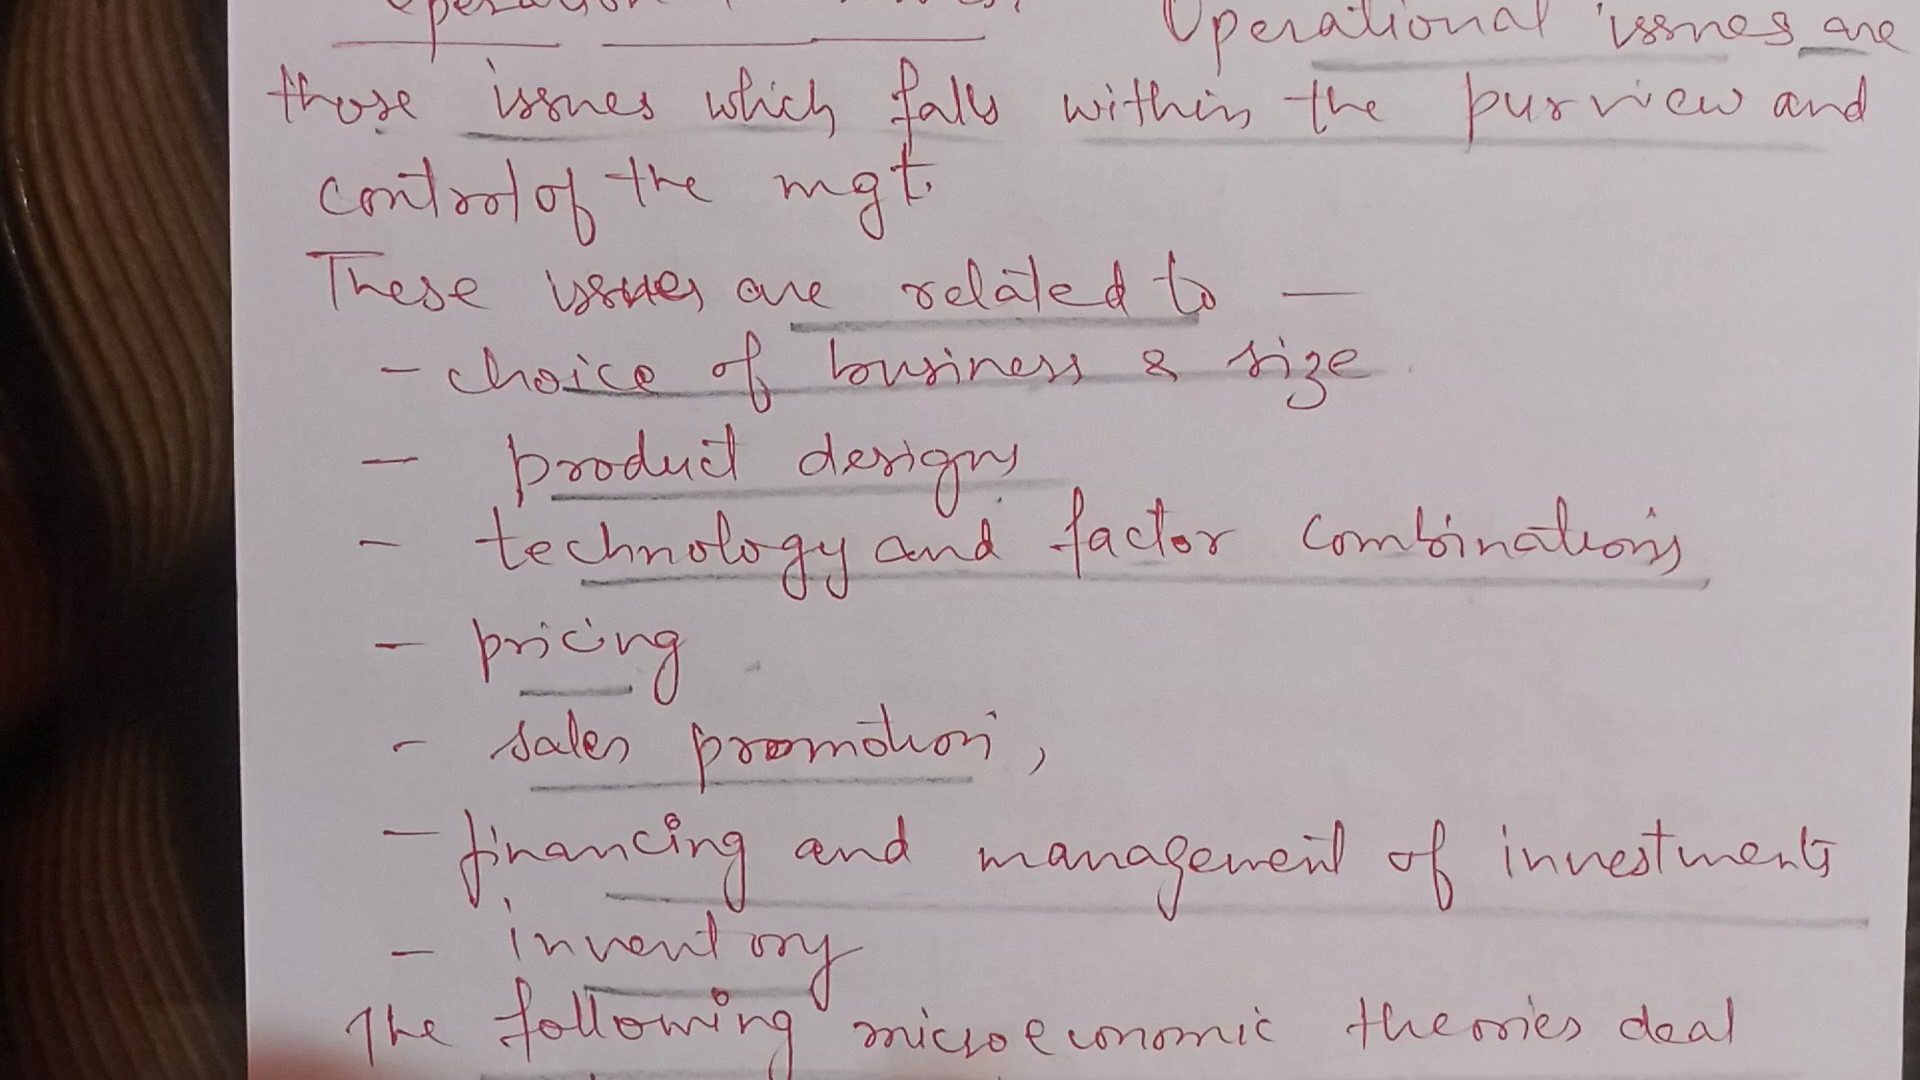 Operational issues are
those issues which falls within the purview and
control of the mgt.
These issues are related to —
- choice of business & size
- product designs
- technology and factor combinations
- pricing
- sales promotion,
- financing and management of investments
- inventory
The following microeconomic theories deal